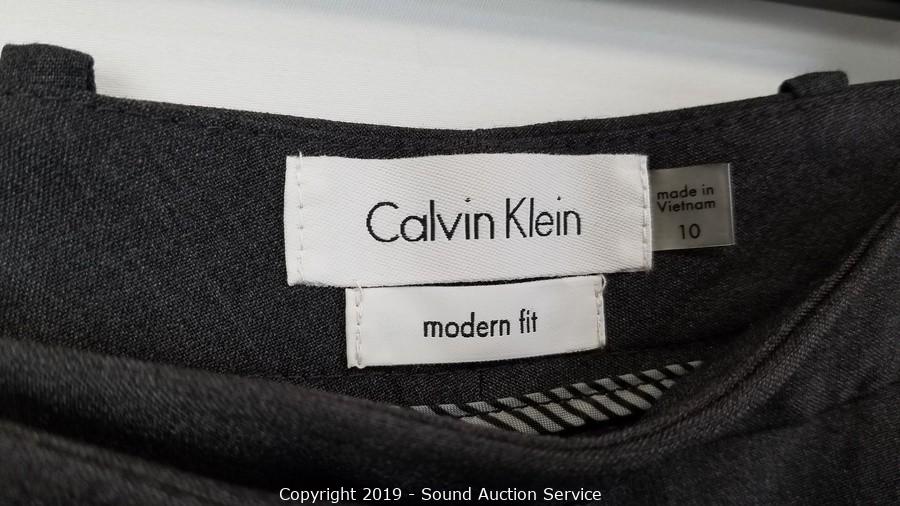 Calvin Klein
made in
Vietnam
10
modern fit
Copyright 2019 - Sound Auction Service